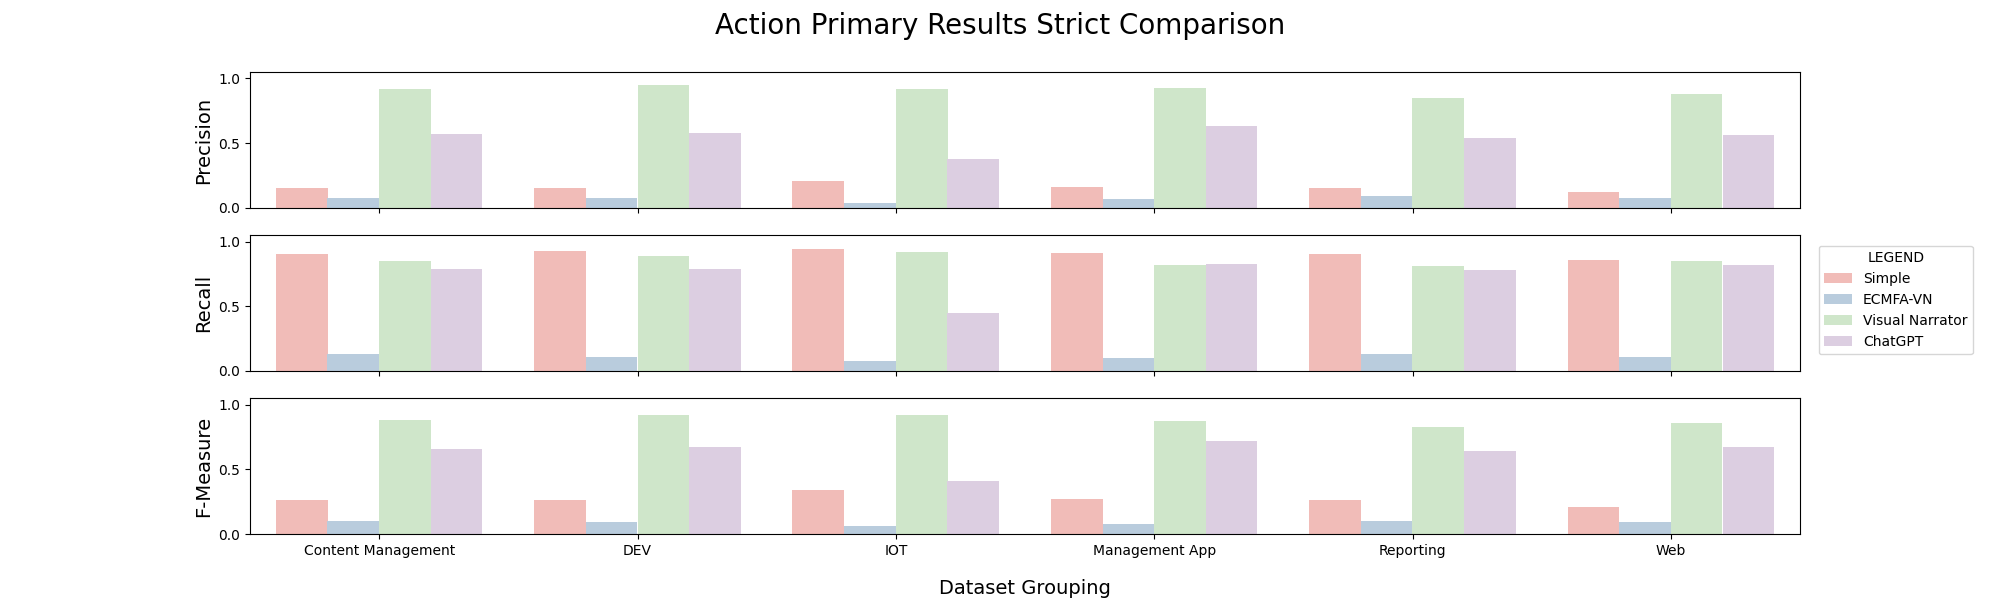 Action Primary Results Strict Comparison
Precision
1.0
0.5
0.0
Recall
1.0
0.5
0.0
LEGEND
Simple
ECMFA-VN
Visual Narrator
ChatGPT
F-Measure
1.0
0.5
0.0
Content Management DEV IOT Management App Reporting Web
Dataset Grouping